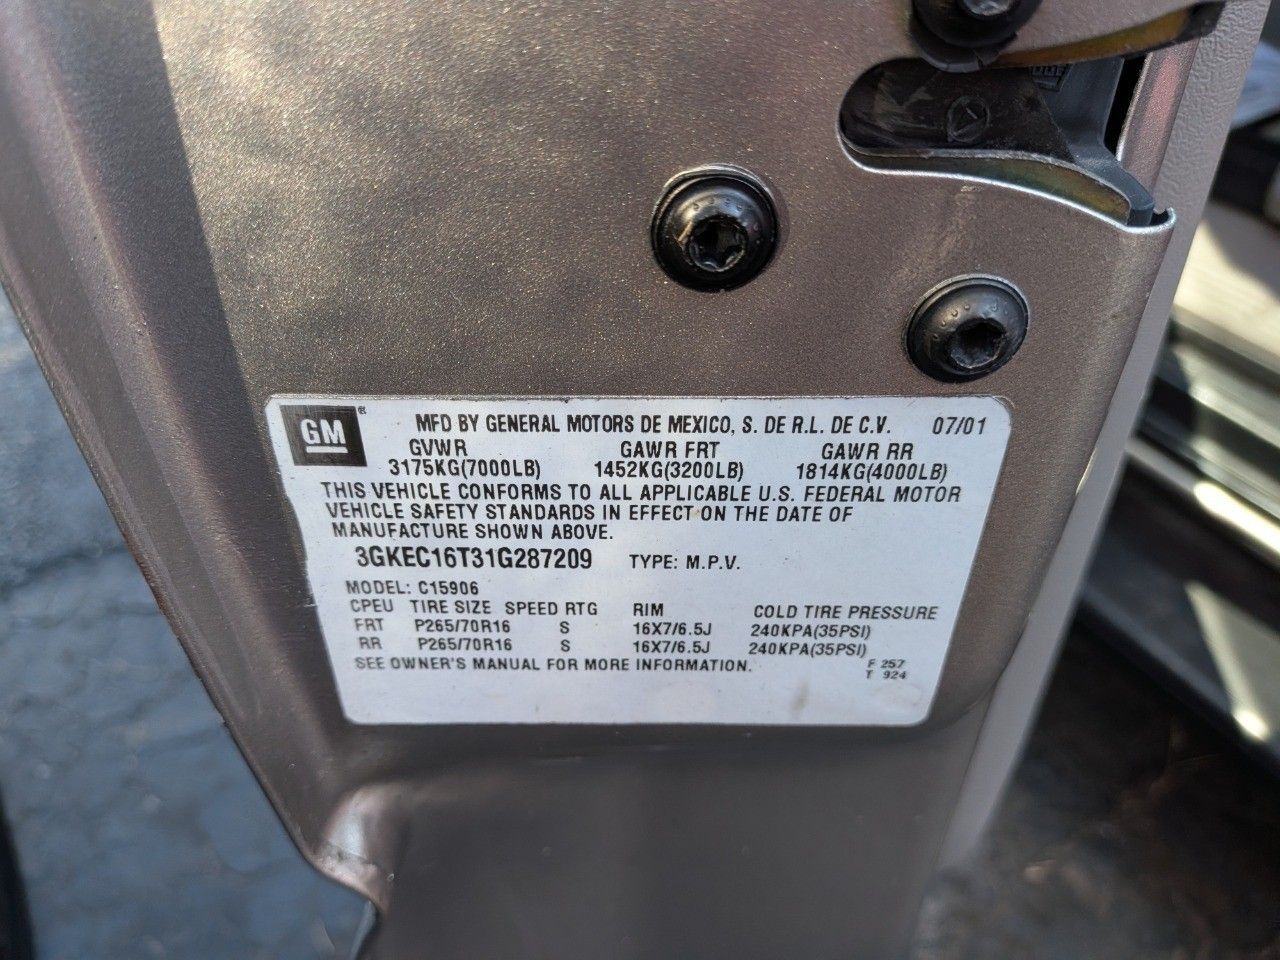 GM® MFD BY GENERAL MOTORS DE MEXICO, S. DE R.L. DE C.V. 07/01
GVWR GAWR FRT GAWR RR
3175KG(7000LB) 1452KG(3200LB) 1814KG(4000LB)
THIS VEHICLE CONFORMS TO ALL APPLICABLE U.S. FEDERAL MOTOR
VEHICLE SAFETY STANDARDS IN EFFECT ON THE DATE OF
MANUFACTURE SHOWN ABOVE.
3GKEC16T31G287209 TYPE: M.P.V.
MODEL: C15906
CPEU TIRE SIZE SPEED RTG RIM COLD TIRE PRESSURE
FRT P265/70R16 S 16X7/6.5J 240KPA(35PSI)
RR P265/70R16 S 16X7/6.5J 240KPA(35PSI)
SEE OWNER'S MANUAL FOR MORE INFORMATION. F 257
T 924